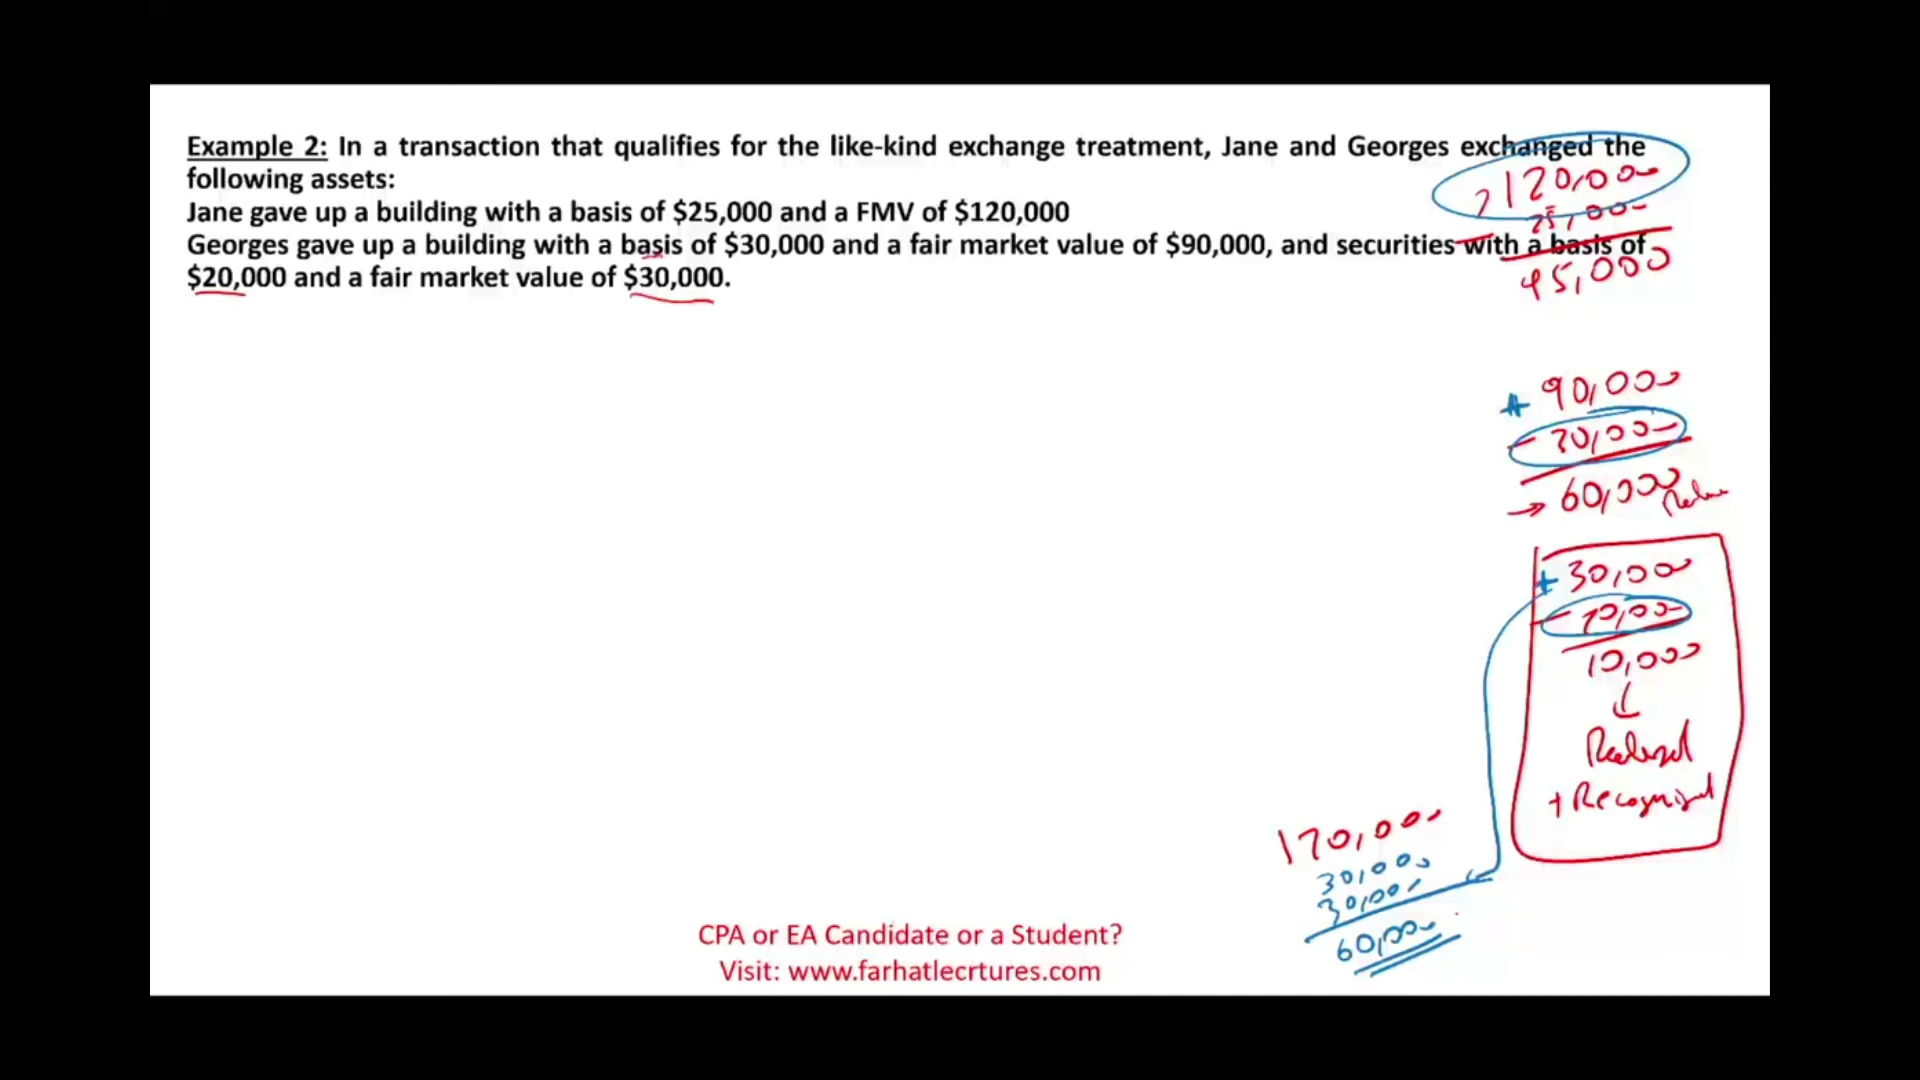 Example 2: In a transaction that qualifies for the like-kind exchange treatment, Jane and Georges exchanged the
following assets:
Jane gave up a building with a basis of $25,000 and a FMV of $120,000
Georges gave up a building with a basis of $30,000 and a fair market value of $90,000, and securities with a basis of
$20,000 and a fair market value of $30,000.
120,000
25,000
95,000
+ 90,000
- 30,000
→ 60,000
+ 30,000
- 20,000
10,000
Realized
+ Recognized
120,000
30,000
30,000
60,000
CPA or EA Candidate or a Student?
Visit: www.farhatlecrtures.com